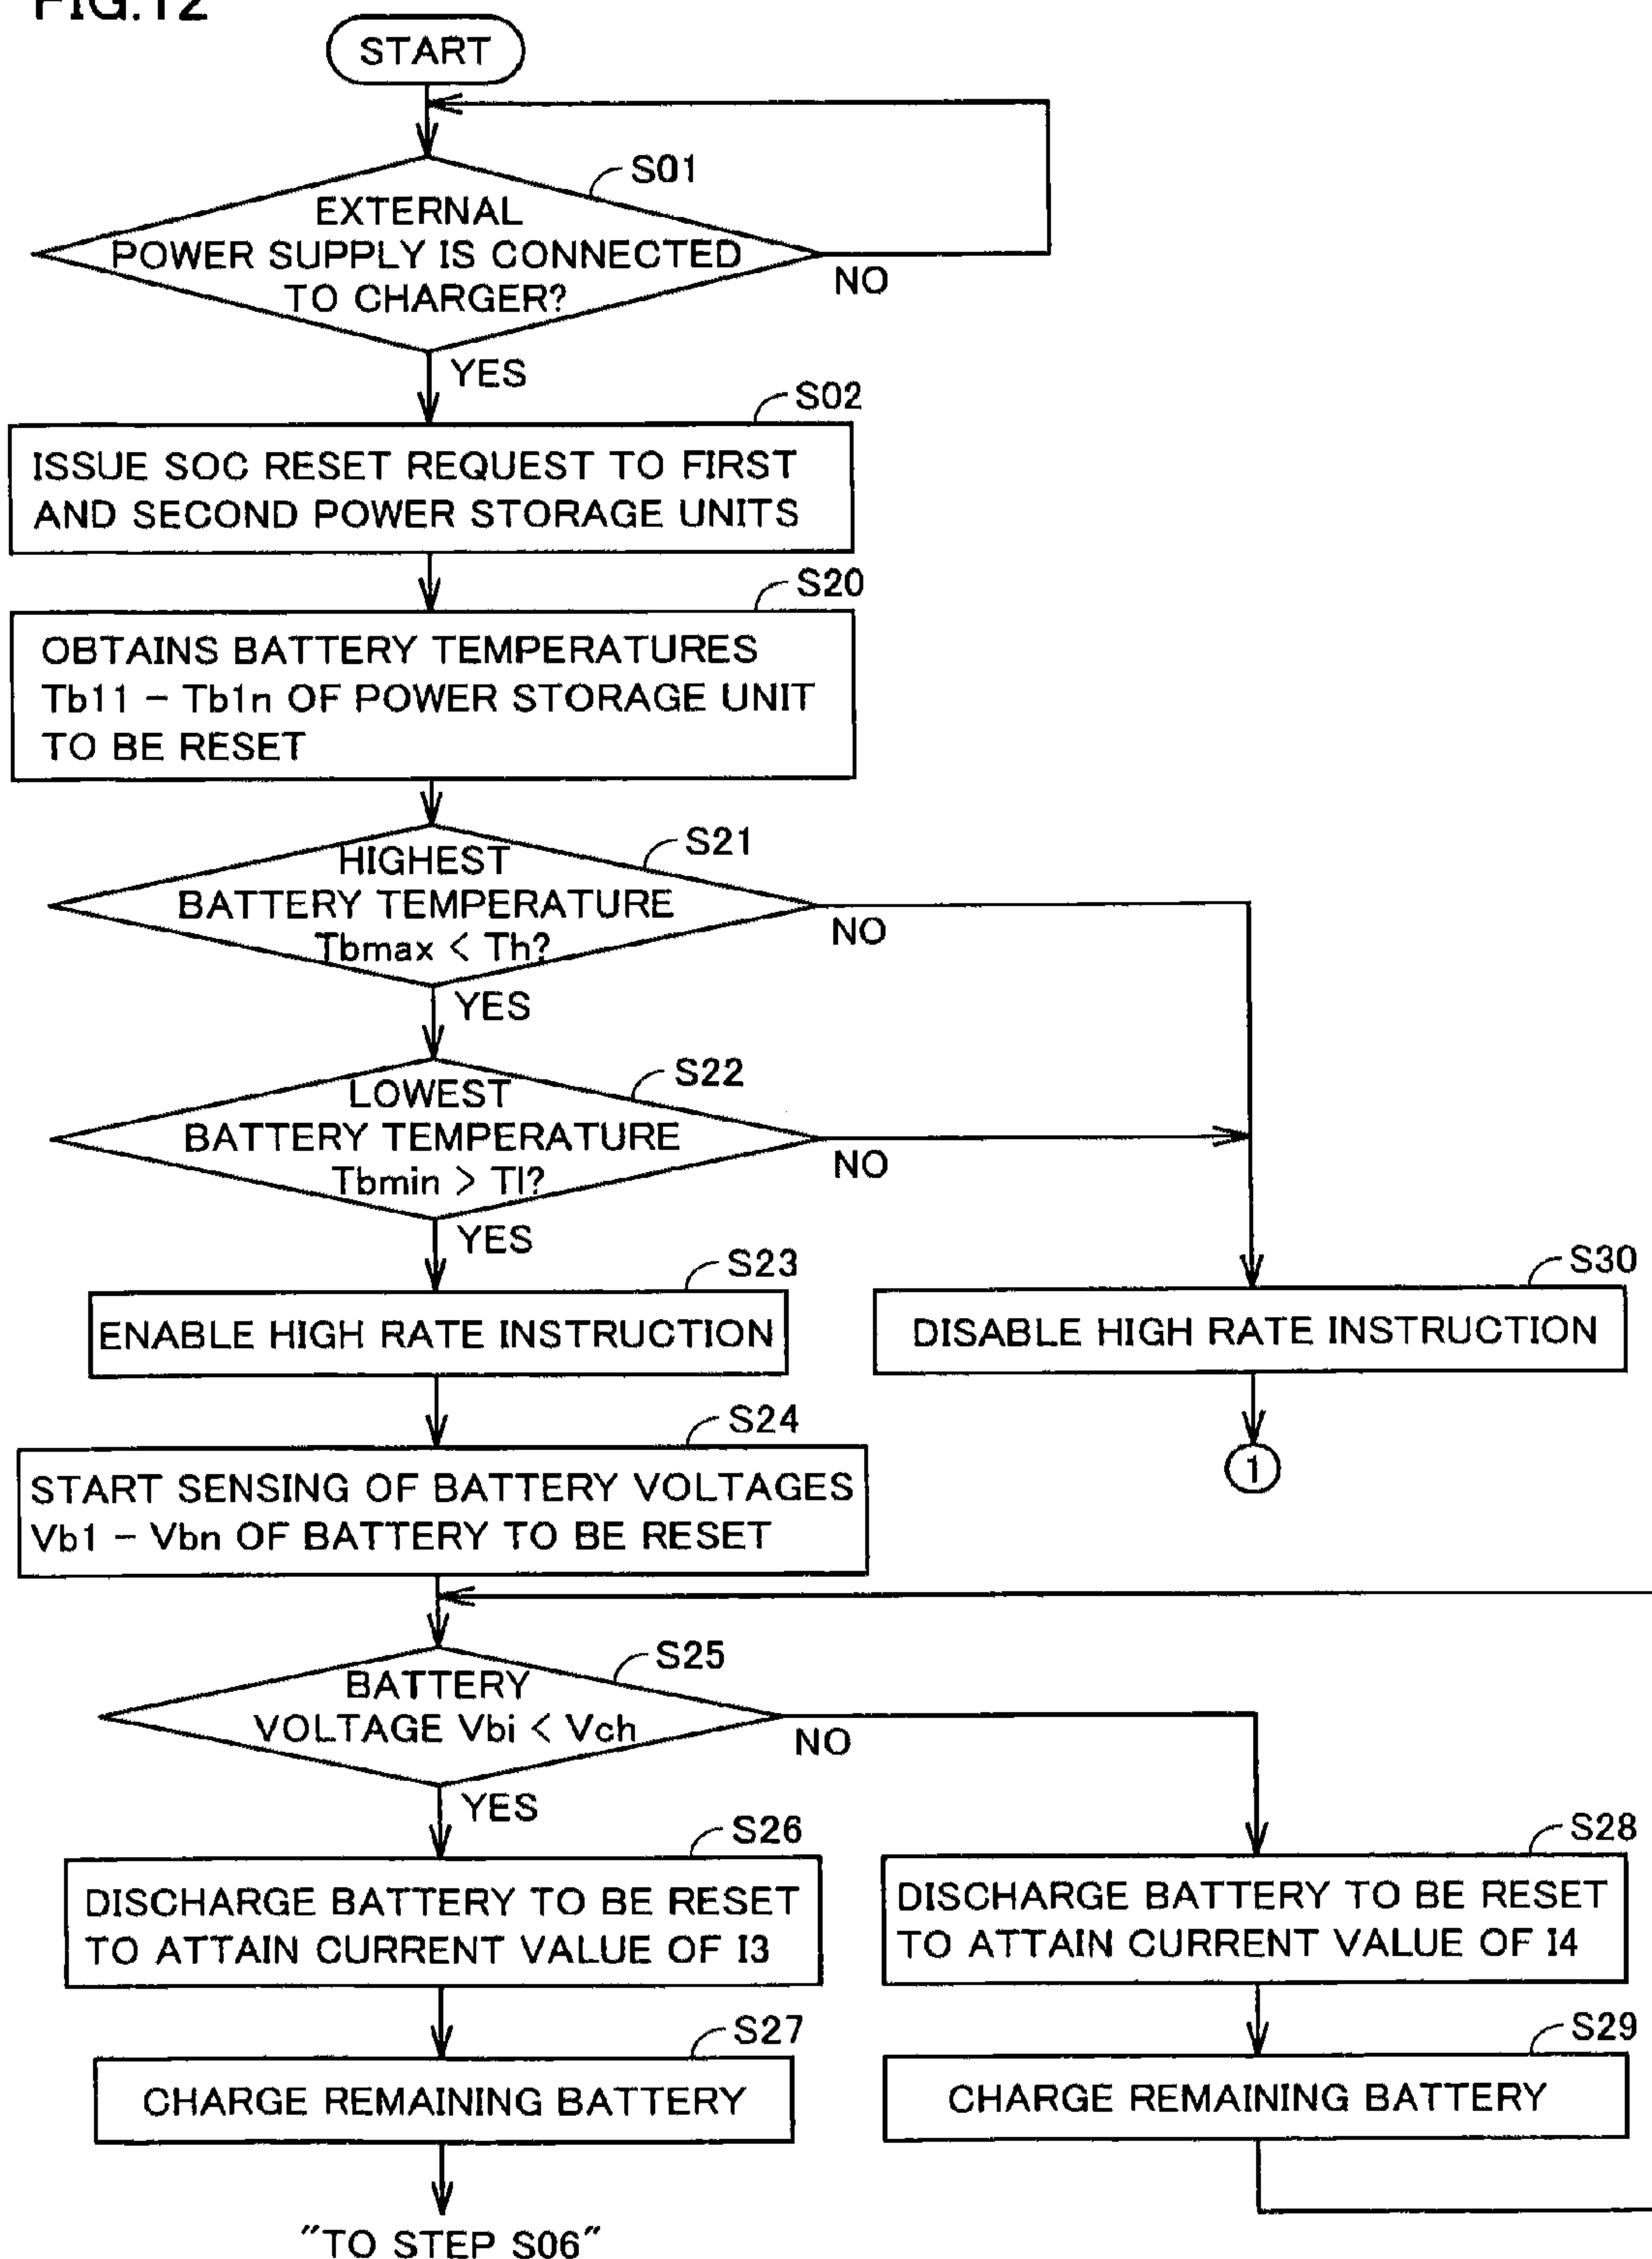 FIG.12
START
S01
EXTERNAL
POWER SUPPLY IS CONNECTED
TO CHARGER?
NO
YES
S02
ISSUE SOC RESET REQUEST TO FIRST
AND SECOND POWER STORAGE UNITS
S20
OBTAINS BATTERY TEMPERATURES
Tb11 - Tb1n OF POWER STORAGE UNIT
TO BE RESET
S21
HIGHEST
BATTERY TEMPERATURE
Tbmax < Th?
NO
YES
S22
LOWEST
BATTERY TEMPERATURE
Tbmin > Tl?
NO
YES
S23
ENABLE HIGH RATE INSTRUCTION
S30
DISABLE HIGH RATE INSTRUCTION
1
S24
START SENSING OF BATTERY VOLTAGES
Vb1 - Vbn OF BATTERY TO BE RESET
S25
BATTERY
VOLTAGE Vbi < Vch
NO
YES
S26
DISCHARGE BATTERY TO BE RESET
TO ATTAIN CURRENT VALUE OF I3
S28
DISCHARGE BATTERY TO BE RESET
TO ATTAIN CURRENT VALUE OF I4
S27
CHARGE REMAINING BATTERY
S29
CHARGE REMAINING BATTERY
"TO STEP S06"